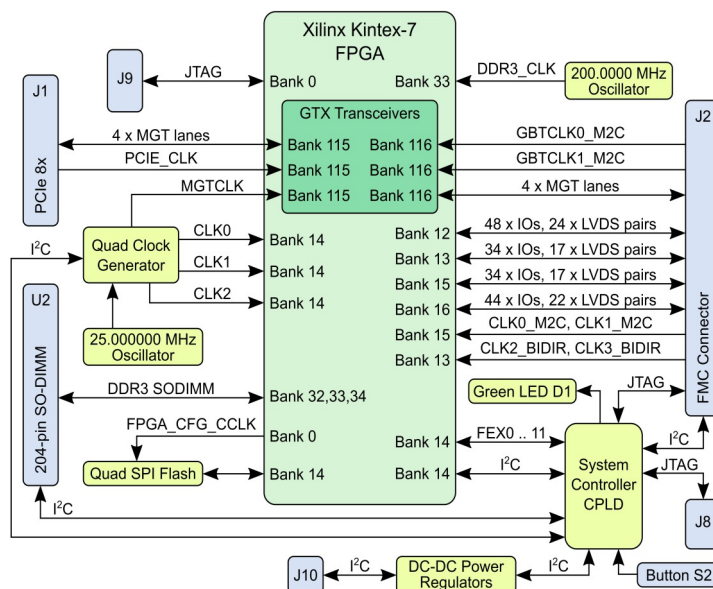 Xilinx Kintex-7
FPGA
J9
JTAG
Bank 0
Bank 33
DDR3_CLK
200.0000 MHz
Oscillator
J1
PCIe 8x
J2
FMC Connector
GTX Transceivers
4 x MGT lanes
Bank 115
Bank 116
GBTCLK0_M2C
PCIE_CLK
Bank 115
Bank 116
GBTCLK1_M2C
MGTCLK
Bank 115
Bank 116
4 x MGT lanes
I²C
Quad Clock
Generator
CLK0
Bank 14
Bank 12
48 x IOs, 24 x LVDS pairs
Bank 13
34 x IOs, 17 x LVDS pairs
CLK1
Bank 14
Bank 15
34 x IOs, 17 x LVDS pairs
CLK2
Bank 14
Bank 16
44 x IOs, 22 x LVDS pairs
Bank 15
CLK0_M2C, CLK1_M2C
Bank 13
CLK2_BIDIR, CLK3_BIDIR
U2
204-pin SO-DIMM
25.000000 MHz
Oscillator
DDR3 SODIMM
Bank 32,33,34
Green LED D1
JTAG
FPGA_CFG_CCLK
Bank 0
Bank 14
FEX0 .. 11
I²C
Quad SPI Flash
Bank 14
Bank 14
I²C
System
Controller
CPLD
JTAG
J8
I²C
I²C
J10
I²C
DC-DC Power
Regulators
I²C
Button S2